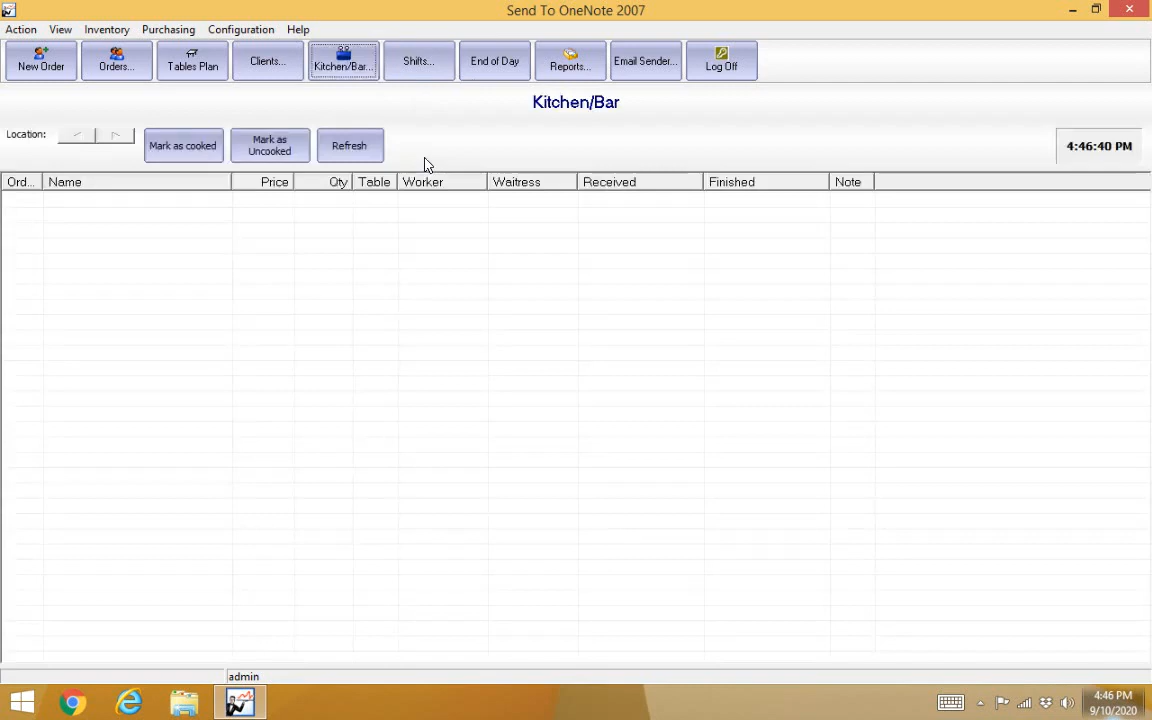 Send To OneNote 2007
Action View Inventory Purchasing Configuration Help
New Order Orders... Tables Plan Clients... Kitchen/Bar... Shifts... End of Day Reports... Email Sender... Log Off
Kitchen/Bar
Location: Mark as cooked Mark as Uncooked Refresh 4:46:40 PM
Ord... Name Price Qty Table Worker Waitress Received Finished Note
admin
4:46 PM
9/10/2020